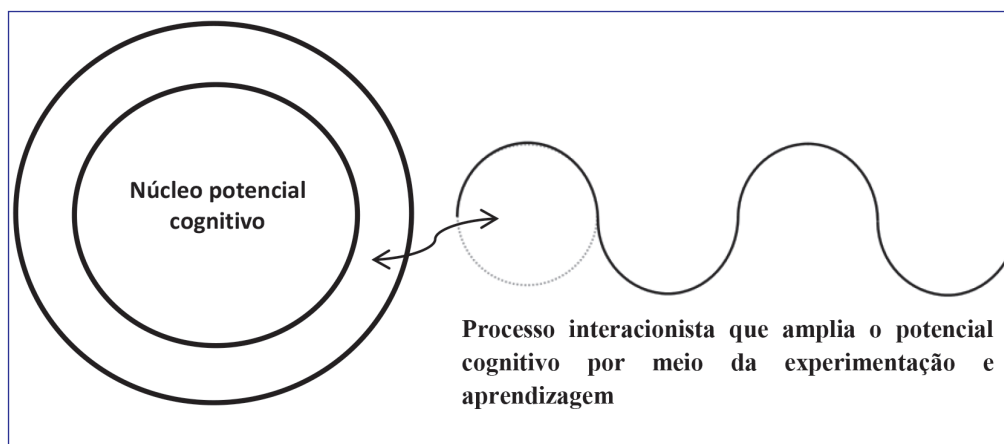 Núcleo potencial
cognitivo
Processo interacionista que amplia o potencial
cognitivo por meio da experimentação e
aprendizagem